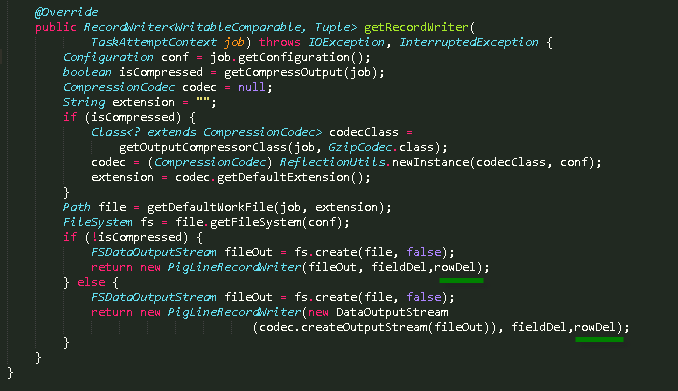 @Override
public RecordWriter<WritableComparable, Tuple> getRecordWriter(
TaskAttemptContext job) throws IOException, InterruptedException {
Configuration conf = job.getConfiguration();
boolean isCompressed = getCompressOutput(job);
CompressionCodec codec = null;
String extension = "";
if (isCompressed) {
Class<? extends CompressionCodec> codecClass =
getOutputCompressorClass(job, GzipCodec.class);
codec = (CompressionCodec) ReflectionUtils.newInstance(codecClass, conf);
extension = codec.getDefaultExtension();
}
Path file = getDefaultWorkFile(job, extension);
FileSystem fs = file.getFileSystem(conf);
if (!isCompressed) {
FSDataOutputStream fileOut = fs.create(file, false);
return new PigLineRecordWriter(fileOut, fieldDel,rowDel);
} else {
FSDataOutputStream fileOut = fs.create(file, false);
return new PigLineRecordWriter(new DataOutputStream
(codec.createOutputStream(fileOut)), fieldDel,rowDel);
}
}
}